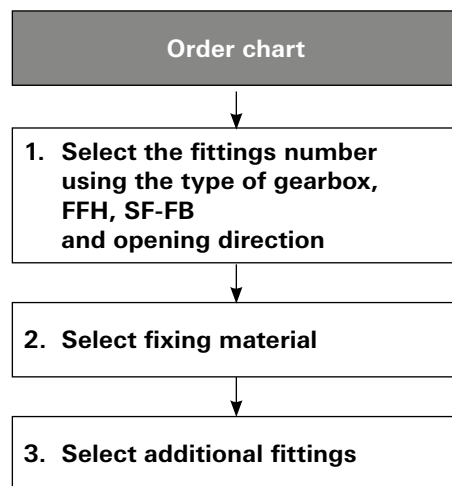 Order chart
1. Select the fittings number
using the type of gearbox,
FFH, SF-FB
and opening direction
2. Select fixing material
3. Select additional fittings